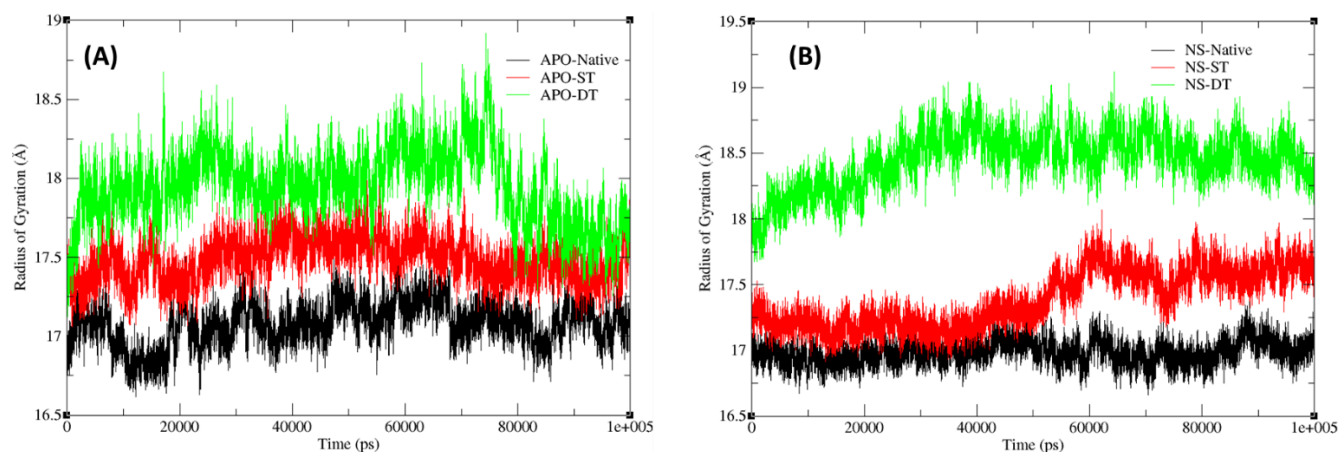 (A)
APO-Native
APO-ST
APO-DT
Radius of Gyration (Å)
19
18.5
18
17.5
17
16.5
0
20000
40000
60000
80000
1e+005
Time (ps)
(B)
NS-Native
NS-ST
NS-DT
Radius of Gyration (Å)
19.5
19
18.5
18
17.5
17
16.5
0
20000
40000
60000
80000
1e+005
Time (ps)